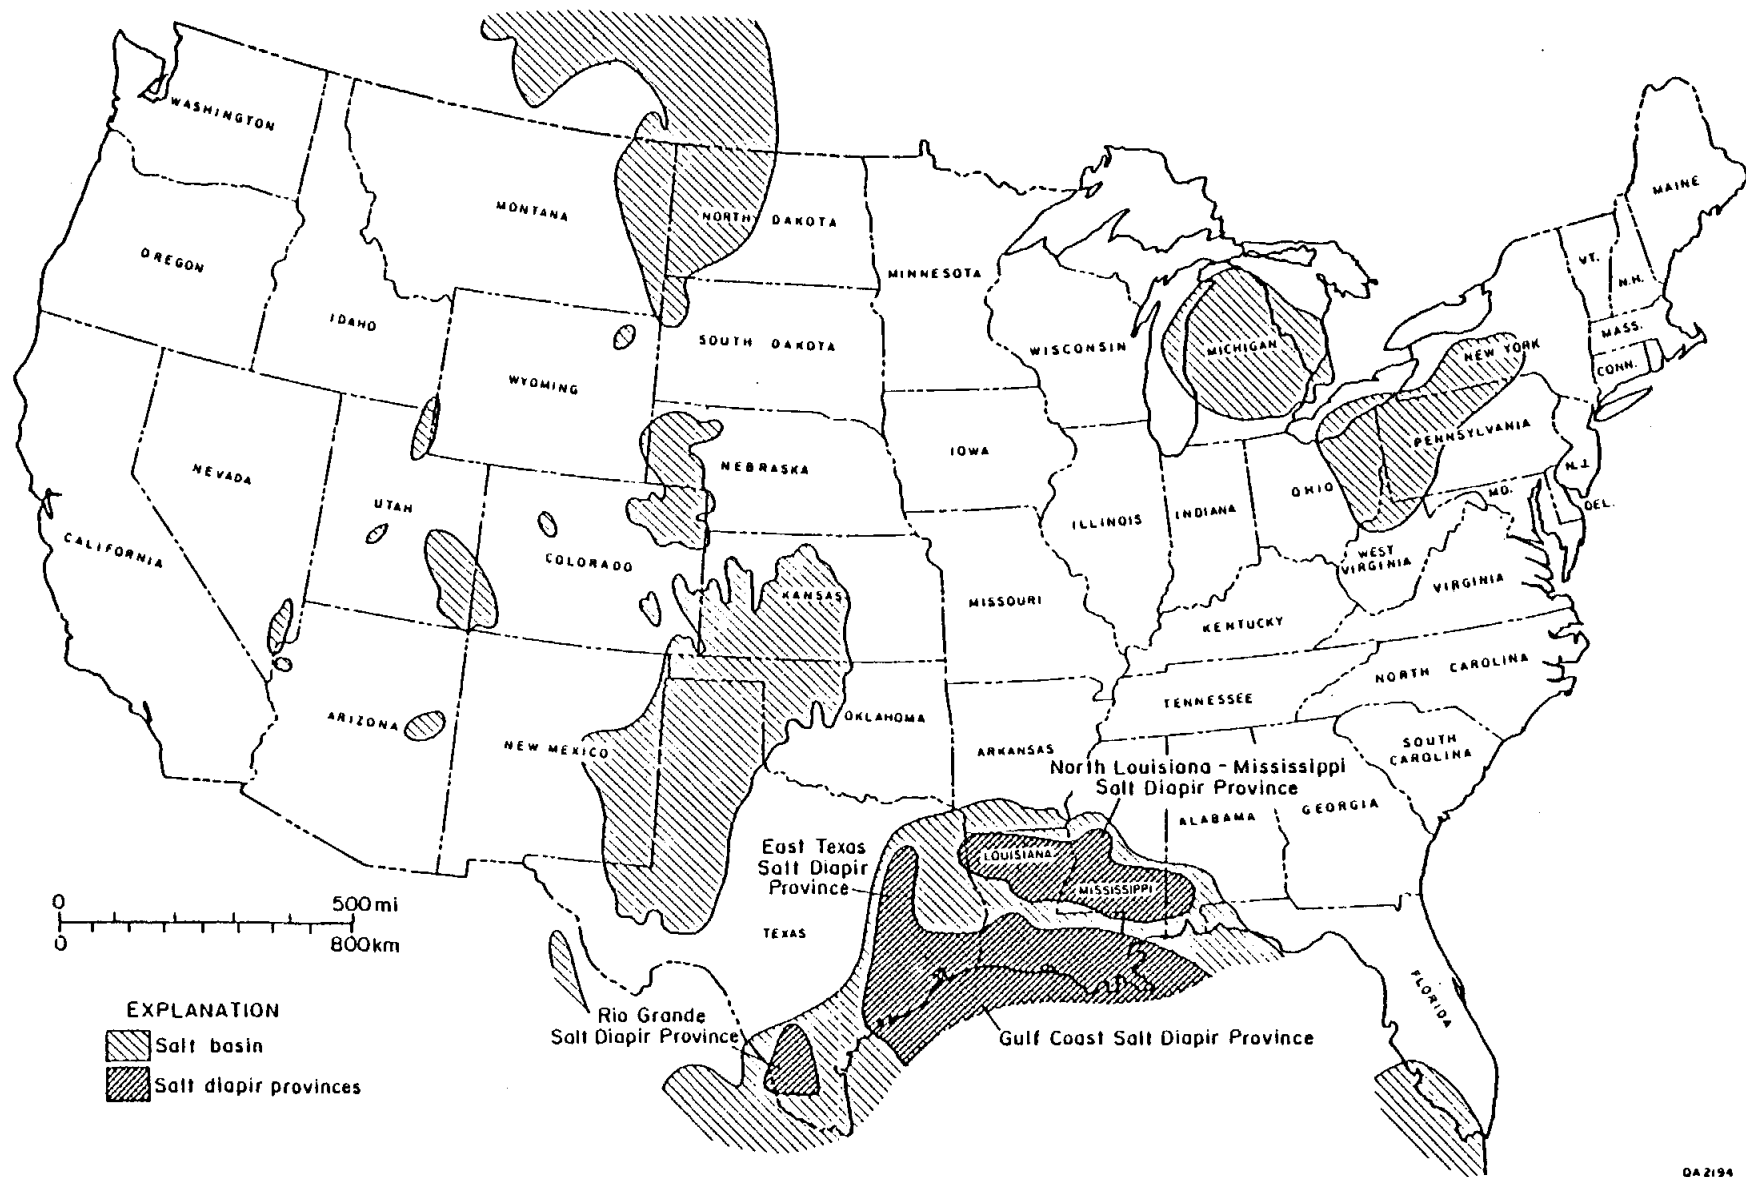 WASHINGTON
MONTANA
NORTH DAKOTA
MINNESOTA
MAINE
OREGON
IDAHO
SOUTH DAKOTA
WISCONSIN
MICHIGAN
VT.
N.H.
MASS.
CONN.
NEW YORK
WYOMING
NEBRASKA
IOWA
PENNSYLVANIA
N.J.
NEVADA
UTAH
COLORADO
ILLINOIS
INDIANA
OHIO
MD.
DEL.
CALIFORNIA
KANSAS
MISSOURI
WEST
VIRGINIA
VIRGINIA
KENTUCKY
ARIZONA
NEW MEXICO
OKLAHOMA
TENNESSEE
NORTH CAROLINA
ARKANSAS
SOUTH
CAROLINA
North Louisiana - Mississippi
Salt Diapir Province
ALABAMA
GEORGIA
East Texas
Salt Diapir
Province
LOUISIANA
MISSISSIPPI
TEXAS
FLORIDA
0 500 mi
0 800 km
Rio Grande
Salt Diapir Province
Gulf Coast Salt Diapir Province
EXPLANATION
Salt basin
Salt diapir provinces
QA2194